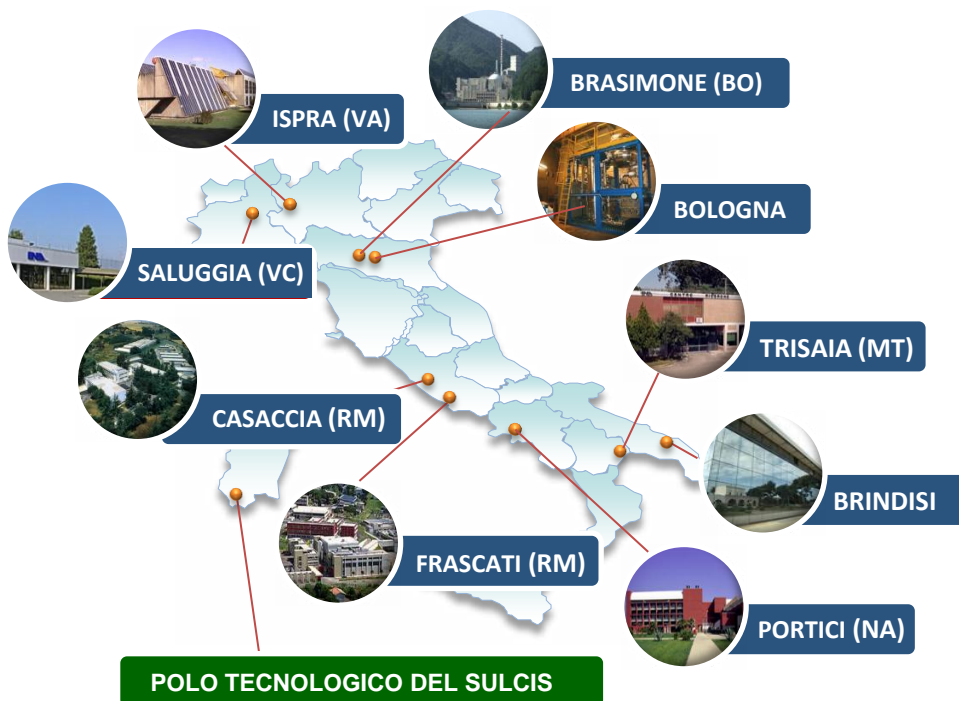 BRASIMONE (BO)
ISPRA (VA)
BOLOGNA
SALUGGIA (VC)
TRISAIA (MT)
CASACCIA (RM)
BRINDISI
FRASCATI (RM)
PORTICI (NA)
POLO TECNOLOGICO DEL SULCIS